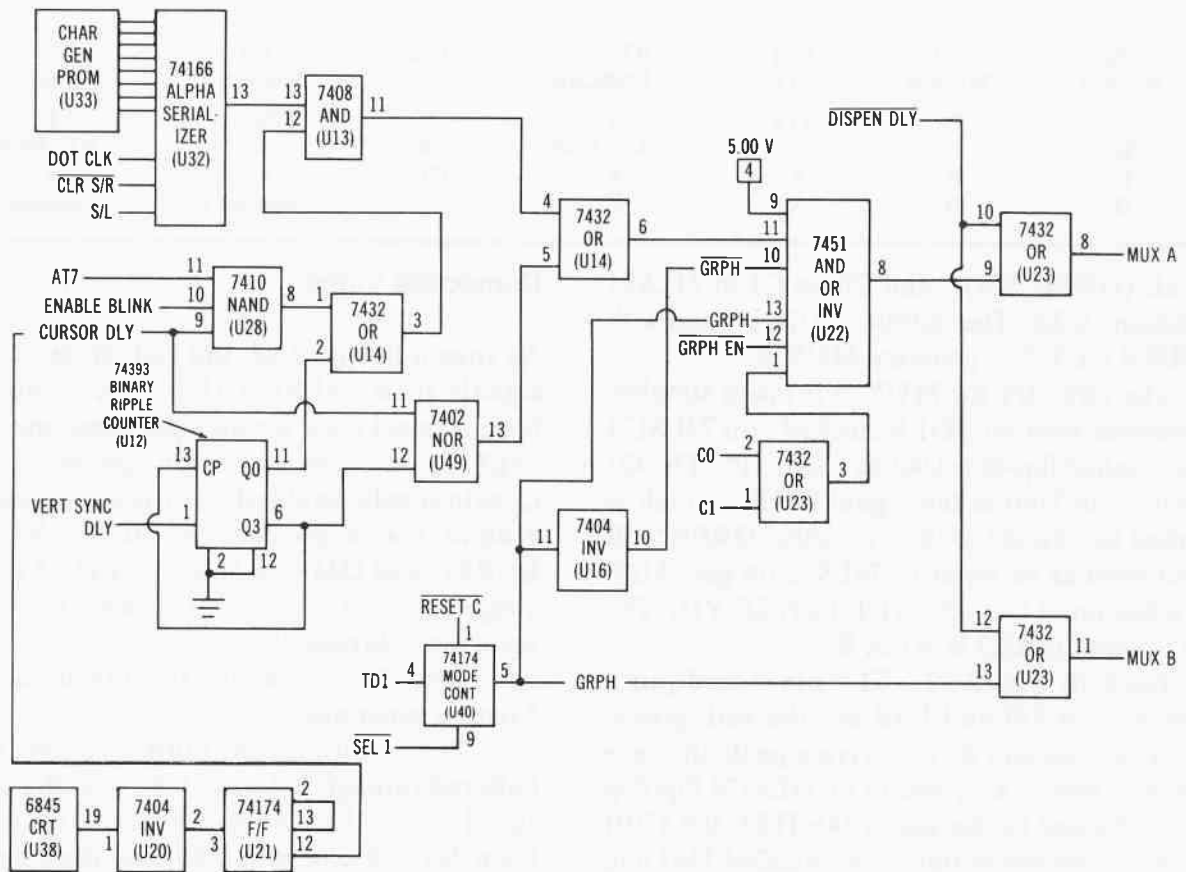 CHAR
GEN
PROM
(U33)
74166
ALPHA
SERIAL-
IZER
(U32)
13
13
12
7408
AND
(U13)
11
DOT CLK
CLR S/R
S/L
DISPEN DLY
5.00 V
4
4
5
7432
OR
(U14)
6
9
11
10
13
12
1
7451
AND
OR
INV
(U22)
8
10
9
7432
OR
(U23)
8
MUX A
GRPH
GRPH
GRPH EN
AT7
ENABLE BLINK
CURSOR DLY
11
10
9
7410
NAND
(U28)
8
1
2
7432
OR
(U14)
3
74393
BINARY
RIPPLE
COUNTER
(U12)
13
CP
Q0
11
VERT SYNC
DLY
1
Q3
6
2
12
11
12
7402
NOR
(U49)
13
C0
C1
2
1
7432
OR
(U23)
3
11
7404
INV
(U16)
10
12
13
7432
OR
(U23)
11
MUX B
RESET C
1
TD1
4
74174
MODE
CONT
(U40)
5
GRPH
SEL 1
9
6845
CRT
(U38)
19
1
7404
INV
(U20)
2
3
74174
F/F
(U21)
2
13
12